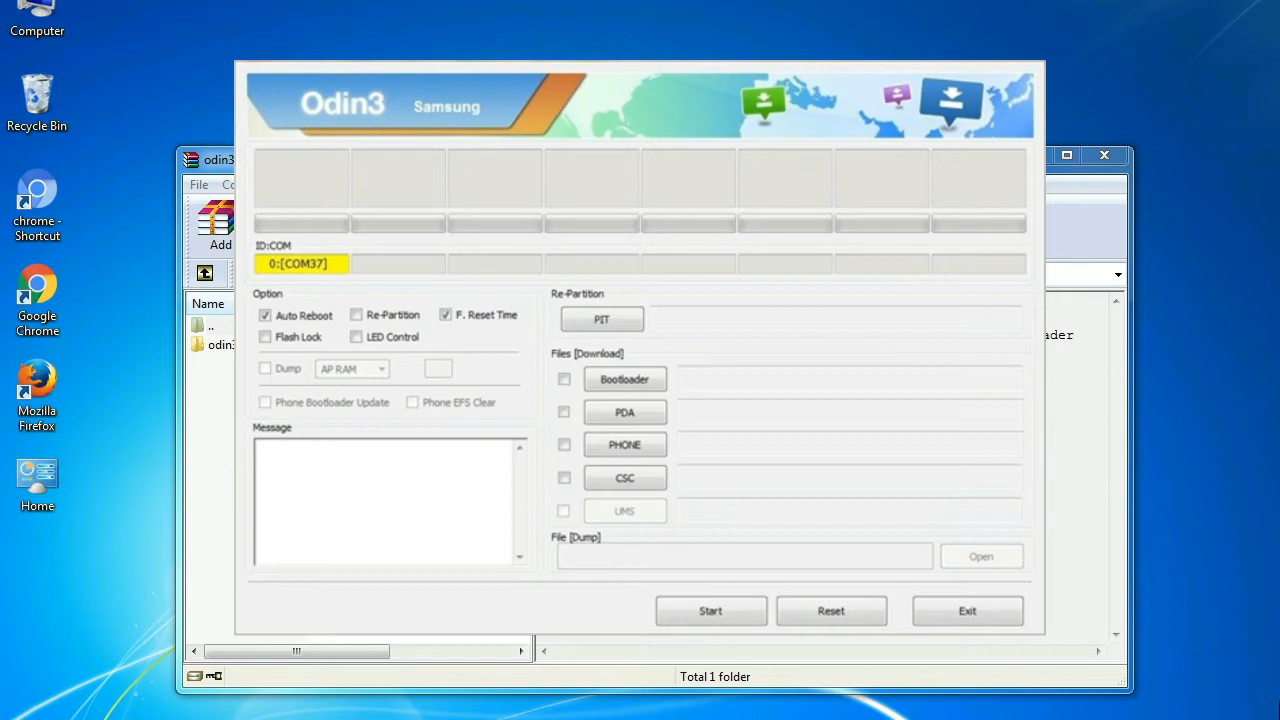 Computer
Recycle Bin
chrome -
Shortcut
Google
Chrome
Mozilla
Firefox
Home
odin3
File
Add
Name
..
odin3
ader
Total 1 folder
Odin3 Samsung
ID:COM
0:[COM37]
Option
Auto Reboot Re-Partition F. Reset Time
Flash Lock LED Control
Dump AP RAM
Phone Bootloader Update Phone EFS Clear
Message
Re-Partition
PIT
Files [Download]
Bootloader
PDA
PHONE
CSC
UMS
File [Dump]
Open
Start Reset Exit